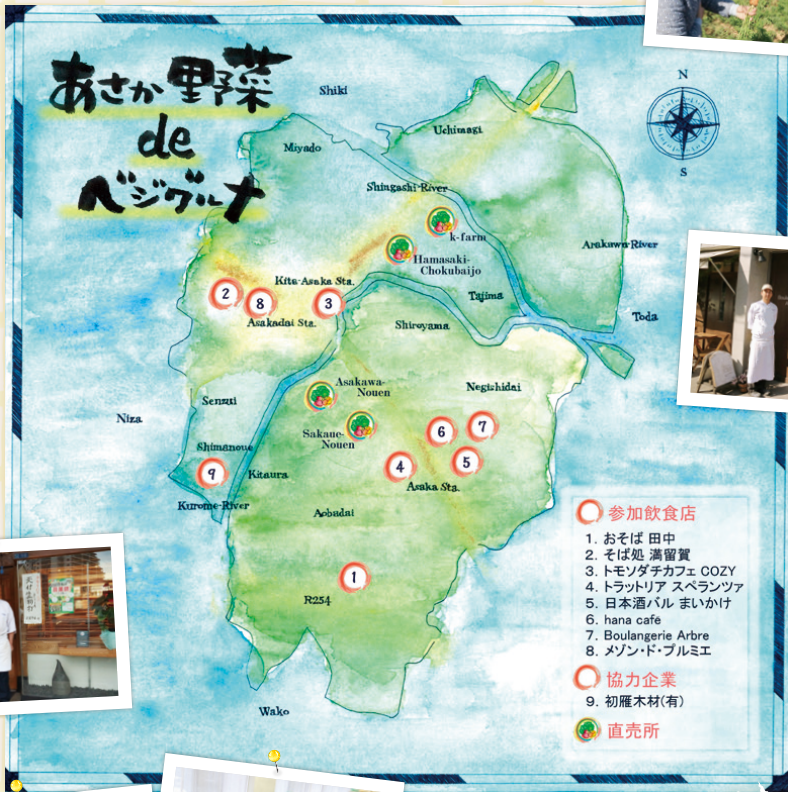 あさか野菜
de
ベジグルナ
N
S
Shiki
Uchimagi
Miyado
Shingashi-River
k-farm
Arakawa-River
Hamasaki-
Chokubaijo
Kita-Asaka Sta.
2
8
3
Tajima
Asakadai Sta.
Shiroyama
Toda
Asakawa-
Nouen
Negishidai
Senzui
Niza
Sakaue-
Nouen
6
7
Shimanoue
9
Kitaura
4
5
Asaka Sta.
Kurome-River
Aobadai
1
R254
Wako
参加飲食店
1. おそば 田中
2. そば処 満留賀
3. トモソダチカフェ COZY
4. トラットリア スペランツァ
5. 日本酒バル まいかけ
6. hana café
7. Boulangerie Arbre
8. メゾン・ド・プルミエ
協力企業
9. 初雁木材(有)
直売所